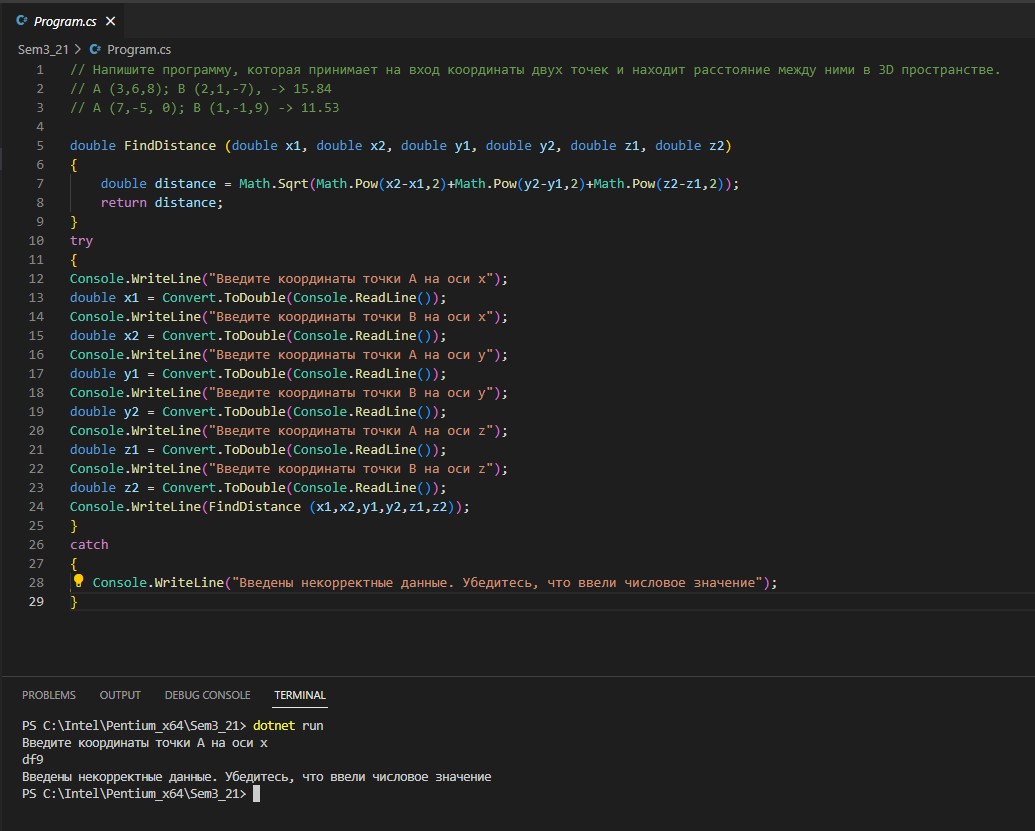 Program.cs
Sem3_21 > Program.cs
1 // Напишите программу, которая принимает на вход координаты двух точек и находит расстояние между ними в 3D пространстве.
2 // A (3,6,8); B (2,1,-7), -> 15.84
3 // A (7,-5, 0); B (1,-1,9) -> 11.53
4
5 double FindDistance (double x1, double x2, double y1, double y2, double z1, double z2)
6 {
7 double distance = Math.Sqrt(Math.Pow(x2-x1,2)+Math.Pow(y2-y1,2)+Math.Pow(z2-z1,2));
8 return distance;
9 }
10 try
11 {
12 Console.WriteLine("Введите координаты точки А на оси x");
13 double x1 = Convert.ToDouble(Console.ReadLine());
14 Console.WriteLine("Введите координаты точки В на оси x");
15 double x2 = Convert.ToDouble(Console.ReadLine());
16 Console.WriteLine("Введите координаты точки А на оси y");
17 double y1 = Convert.ToDouble(Console.ReadLine());
18 Console.WriteLine("Введите координаты точки В на оси y");
19 double y2 = Convert.ToDouble(Console.ReadLine());
20 Console.WriteLine("Введите координаты точки А на оси z");
21 double z1 = Convert.ToDouble(Console.ReadLine());
22 Console.WriteLine("Введите координаты точки В на оси z");
23 double z2 = Convert.ToDouble(Console.ReadLine());
24 Console.WriteLine(FindDistance (x1,x2,y1,y2,z1,z2));
25 }
26 catch
27 {
28 Console.WriteLine("Введены некорректные данные. Убедитесь, что ввели числовое значение");
29 }
PROBLEMS OUTPUT DEBUG CONSOLE TERMINAL
PS C:\Intel\Pentium_x64\Sem3_21> dotnet run
Введите координаты точки А на оси x
df9
Введены некорректные данные. Убедитесь, что ввели числовое значение
PS C:\Intel\Pentium_x64\Sem3_21>